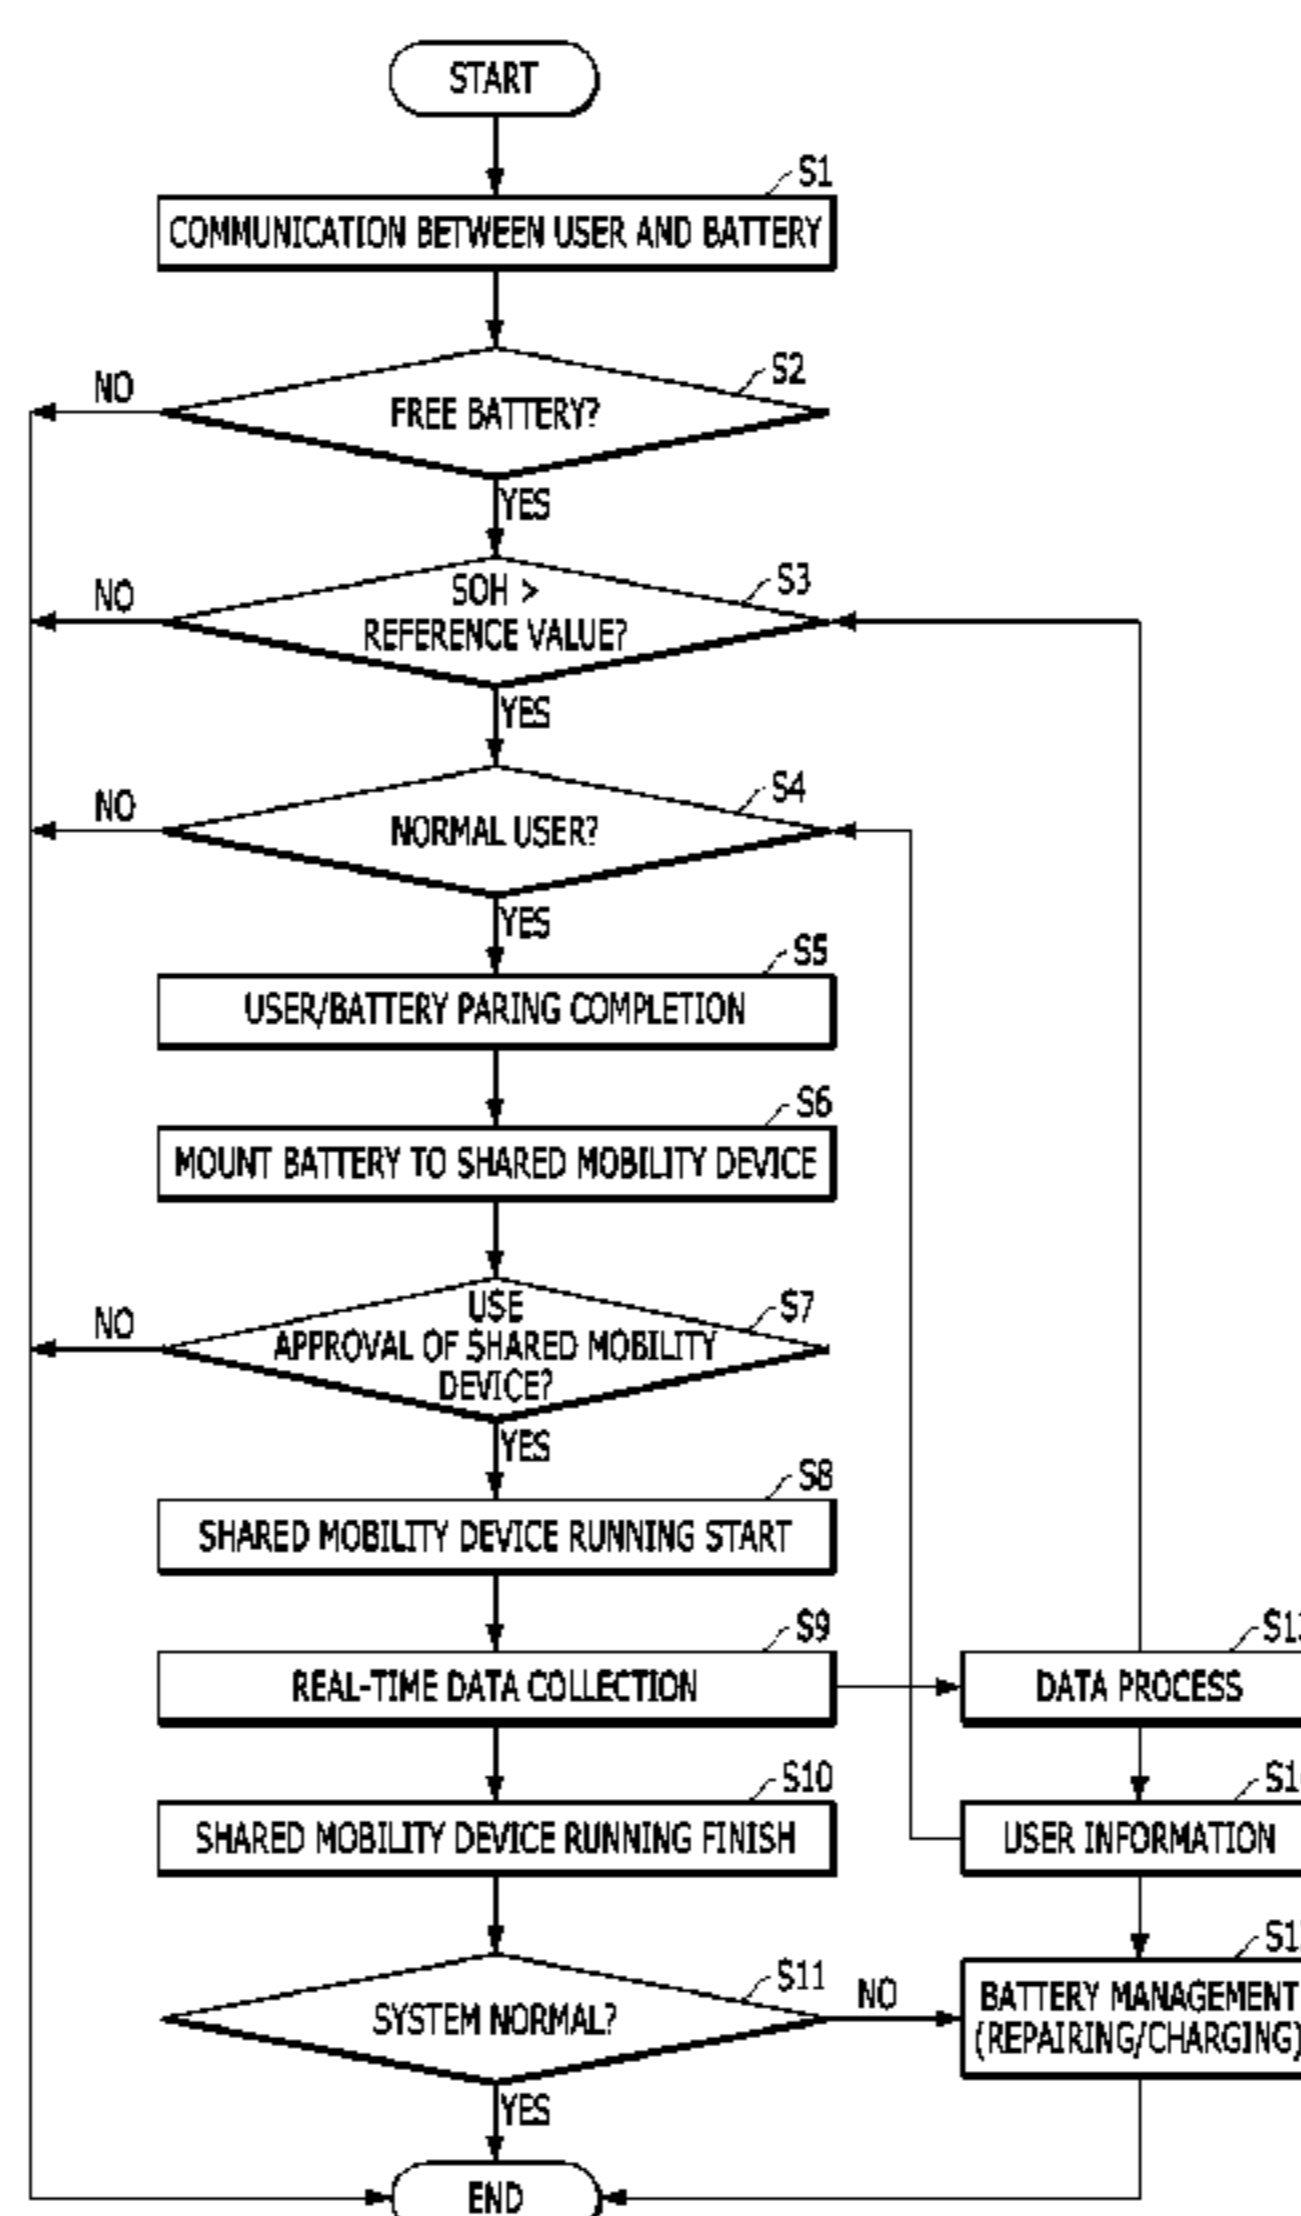 START
S1
COMMUNICATION BETWEEN USER AND BATTERY
S2
NO
FREE BATTERY?
YES
S3
NO
SOH >
REFERENCE VALUE?
YES
S4
NO
NORMAL USER?
YES
S5
USER/BATTERY PARING COMPLETION
S6
MOUNT BATTERY TO SHARED MOBILITY DEVICE
S7
NO
USE
APPROVAL OF SHARED MOBILITY
DEVICE?
YES
S8
SHARED MOBILITY DEVICE RUNNING START
S9
REAL-TIME DATA COLLECTION
DATA PROCESS
S10
SHARED MOBILITY DEVICE RUNNING FINISH
USER INFORMATION
S11
SYSTEM NORMAL?
NO
BATTERY MANAGEMENT
(REPAIRING/CHARGING)
YES
END